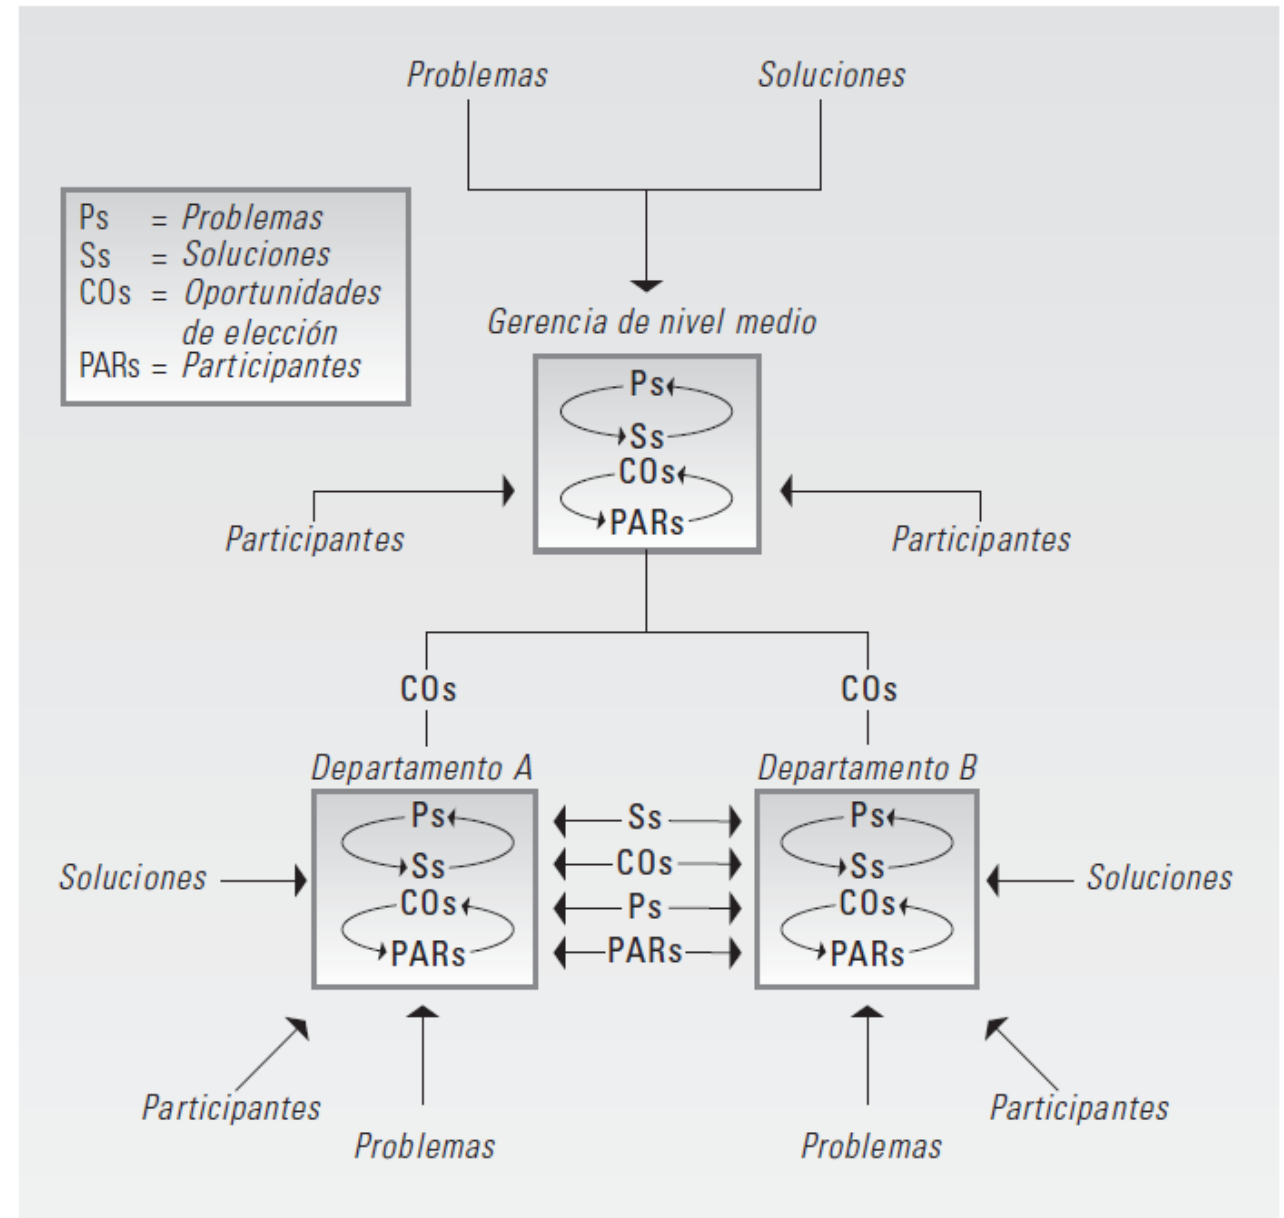 Problemas
Soluciones
Ps = Problemas
Ss = Soluciones
COs = Oportunidades
de elección
PARs = Participantes
Gerencia de nivel medio
Ps
Ss
COs
PARs
Participantes
Participantes
COs
COs
Departamento A
Departamento B
Ps
Ss
COs
PARs
Ss
COs
Ps
PARs
Ps
Ss
COs
PARs
Soluciones
Soluciones
Participantes
Problemas
Problemas
Participantes